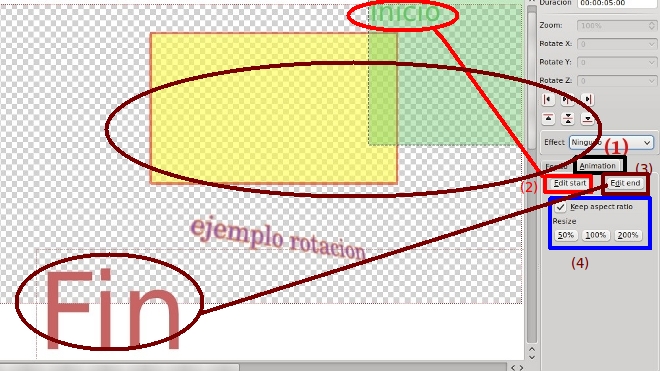 Duración 00:00:05:00
inicio
Zoom: 100%
Rotate X: 0
Rotate Y: 0
Rotate Z: 0
Effect Ninguno
(1)
Animation
(3)
(2) Edit start Edit end
Keep aspect ratio
Resize
50% 100% 200%
(4)
ejemplo rotacion
Fin